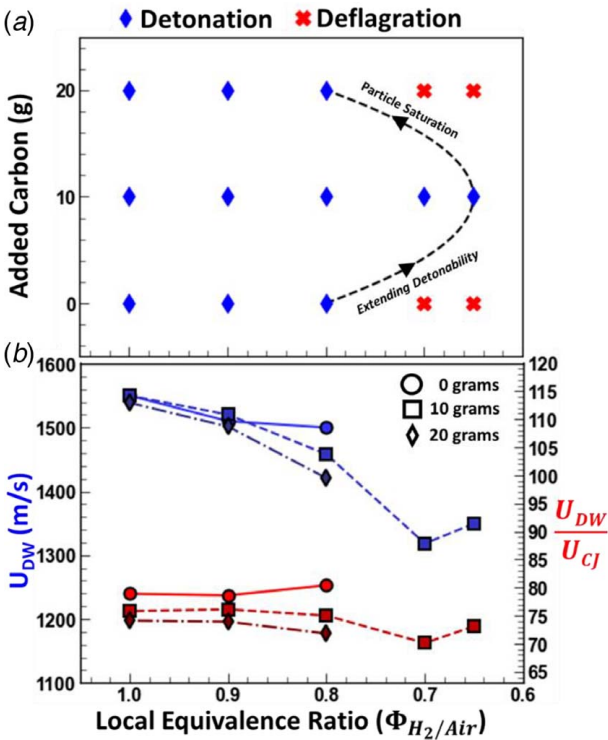 (a)
Detonation
Deflagration
Added Carbon (g)
20
10
0
Particle Saturation
Extending Detonability
(b)
U_DW (m/s)
1600
1500
1400
1300
1200
1100
0 grams
10 grams
20 grams
120
115
110
105
100
95
90
85
80
75
70
65
U_DW
U_CJ
1.0 0.9 0.8 0.7 0.6
Local Equivalence Ratio (Φ_H₂/Air)